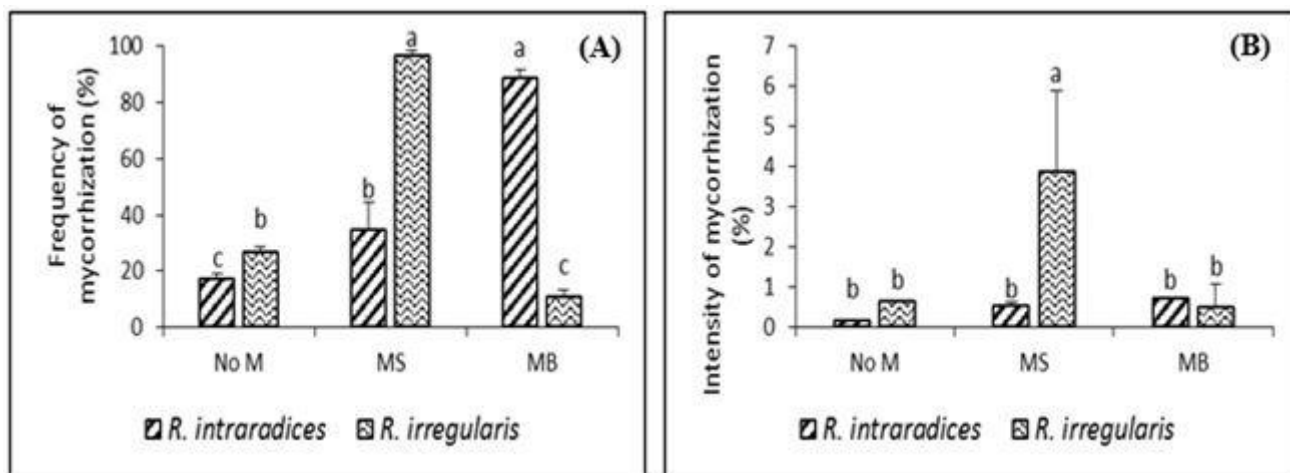 (A)
Frequency of
mycorrhization (%)
100
80
60
40
20
0
c
b
b
a
a
c
No M
MS
MB
R. intraradices
R. irregularis
(B)
Intensity of mycorrhization
(%)
7
6
5
4
3
2
1
0
b
b
b
a
b
b
No M
MS
MB
R. intraradices
R. irregularis